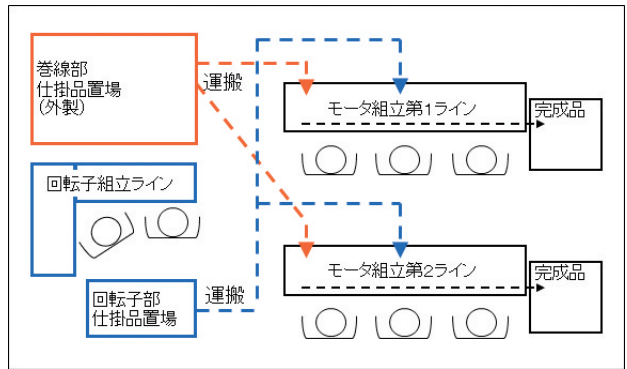 巻線部
仕掛品置場
(外製)
運搬
モータ組立第1ライン
完成品
回転子組立ライン
モータ組立第2ライン
完成品
回転子部
仕掛品置場
運搬